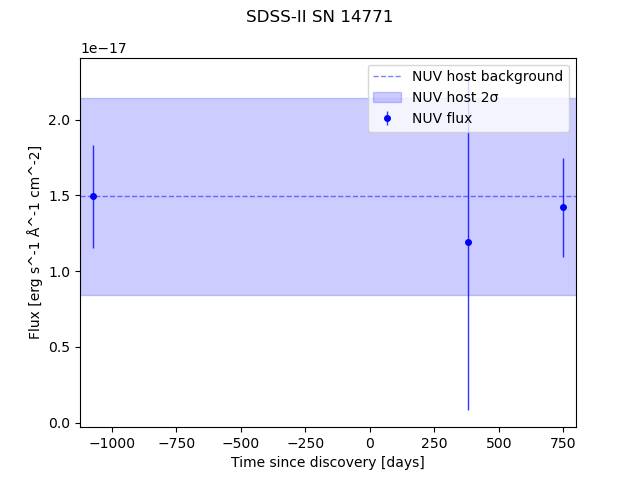 SDSS-II SN 14771
1e−17
NUV host background
NUV host 2σ
NUV flux
2.0
1.5
1.0
0.5
0.0
Flux [erg s^-1 Å^-1 cm^-2]
−1000 −750 −500 −250 0 250 500 750
Time since discovery [days]